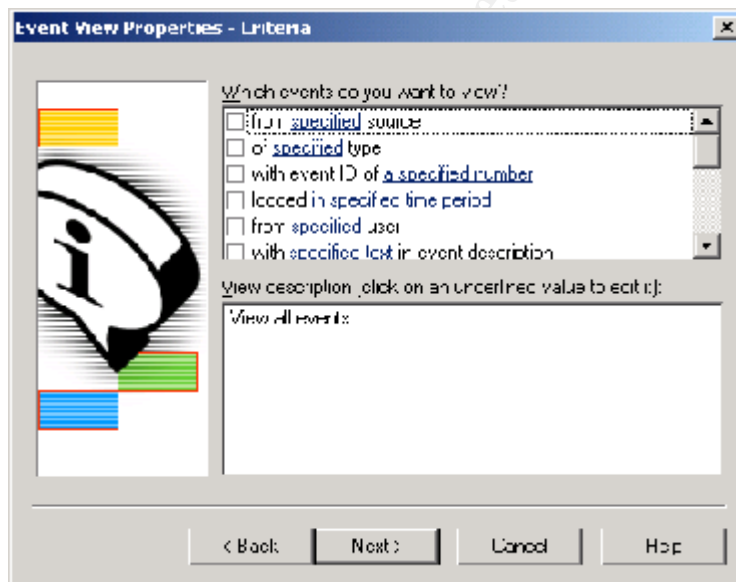 Event View Properties - Criteria
Which events do you want to view?
from specified source
of specified type
with event ID of a specified number
logged in specified time period
from specified user
with specified text in event description
View description (click on an underlined value to edit it):
View all events
< Back
Next >
Cancel
Help